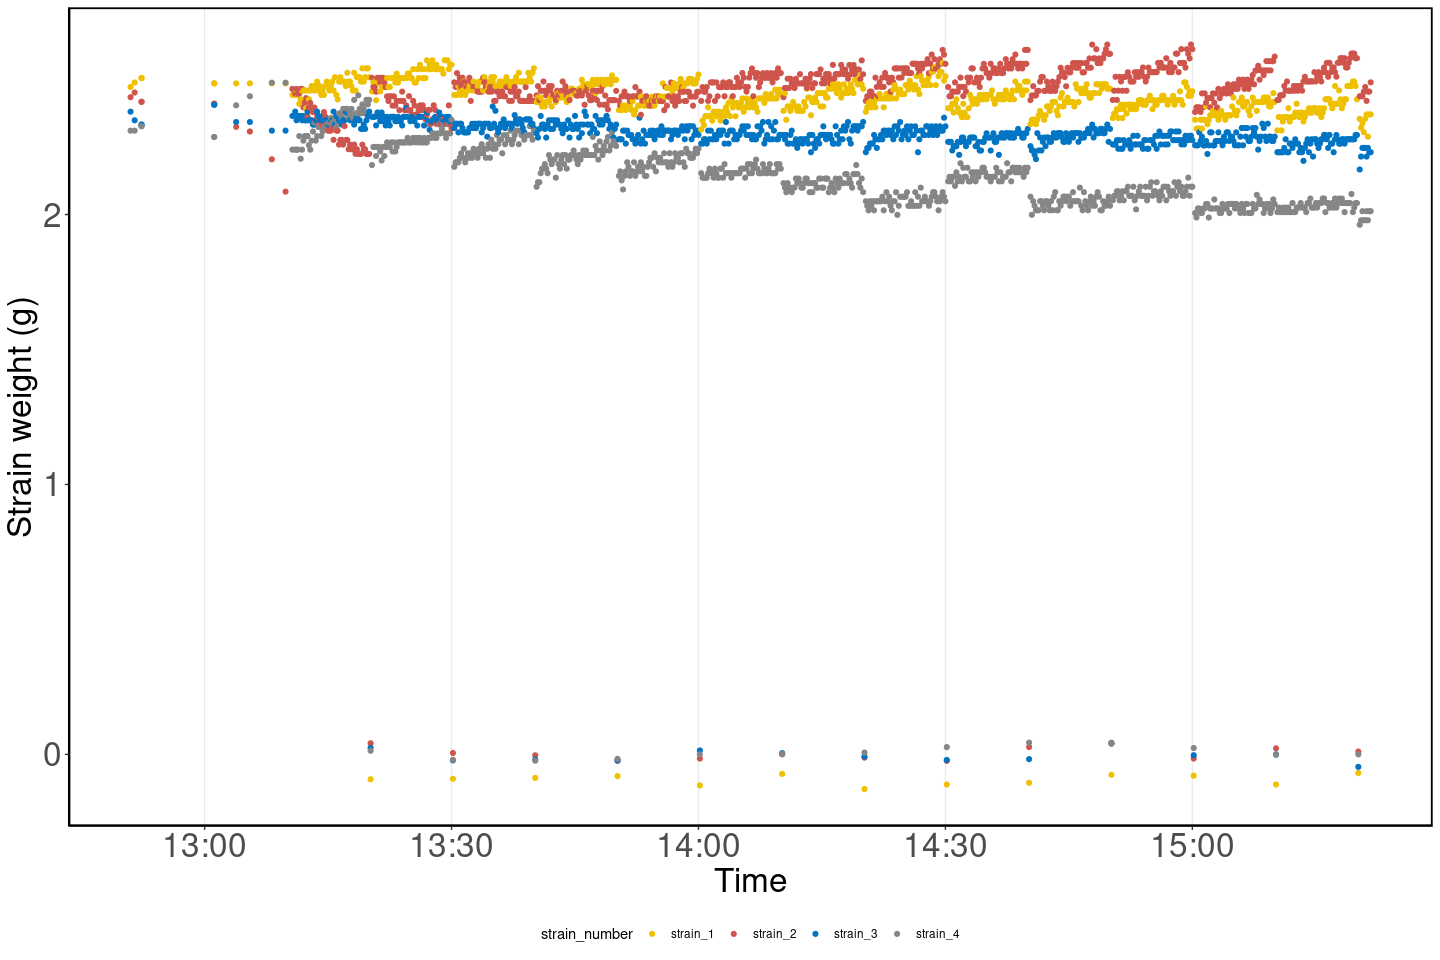 Strain weight (g)
2
1
0
13:00 13:30 14:00 14:30 15:00
Time
strain_number strain_1 strain_2 strain_3 strain_4